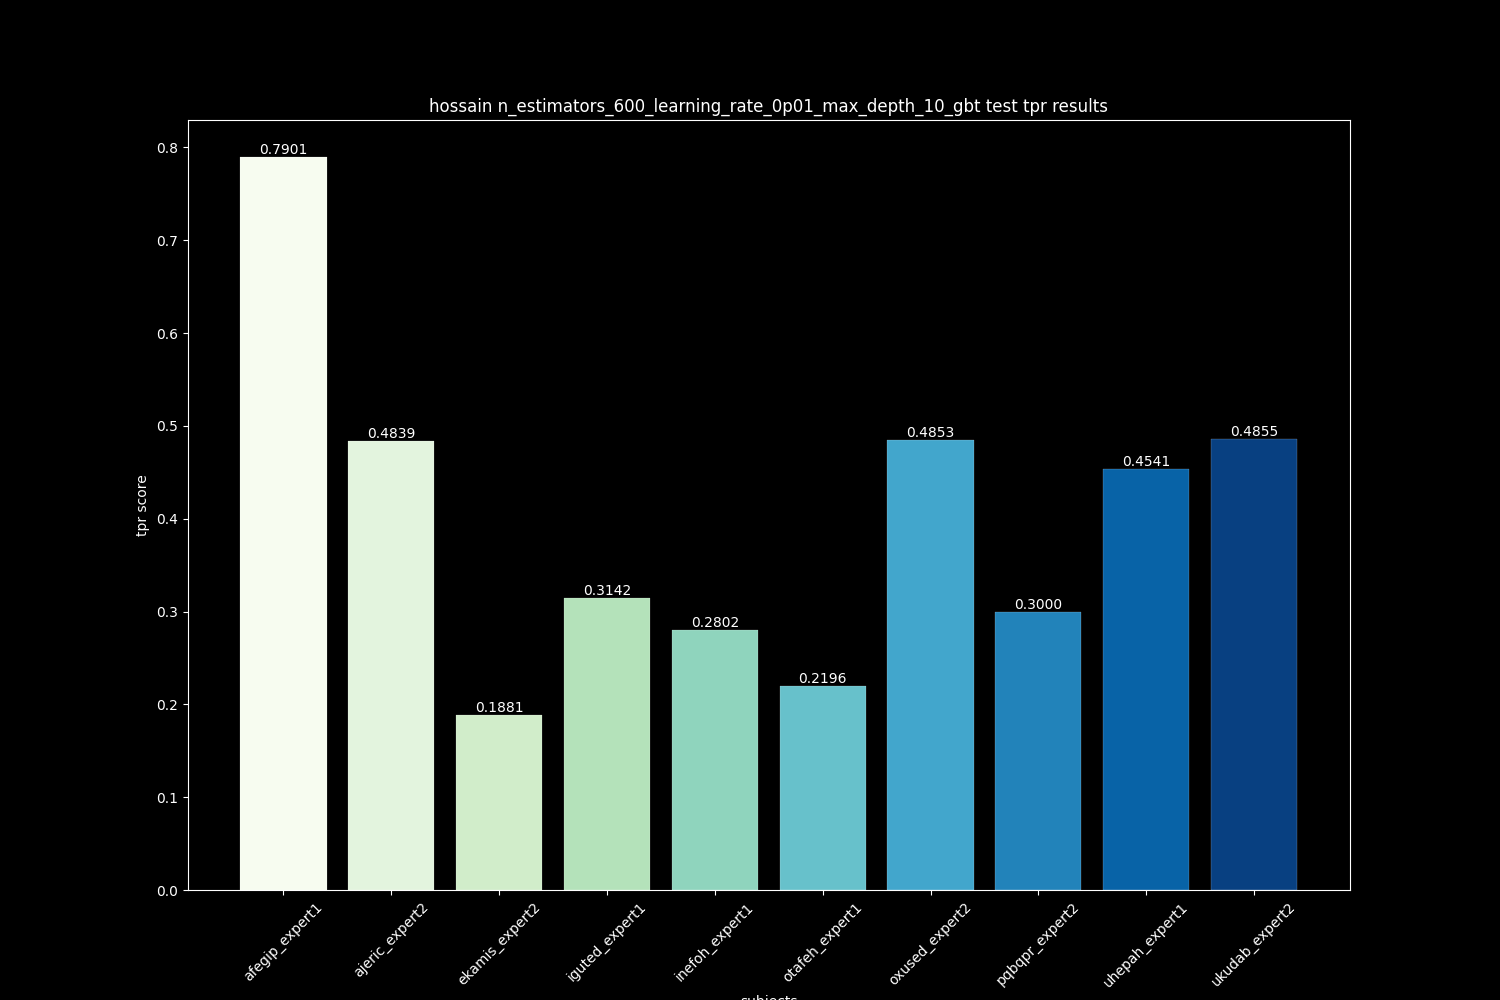 hossain n_estimators_600_learning_rate_0p01_max_depth_10_gbt test tpr results
0.8
0.7
0.6
0.5
0.4
0.3
0.2
0.1
0.0
tpr score
0.7901
0.4839
0.1881
0.3142
0.2802
0.2196
0.4853
0.3000
0.4541
0.4855
afegip_expert1
ajeric_expert2
ekamis_expert2
iguted_expert1
inefoh_expert1
otafeh_expert1
oxused_expert2
pqbqpr_expert2
uhepah_expert1
ukudab_expert2
subjects